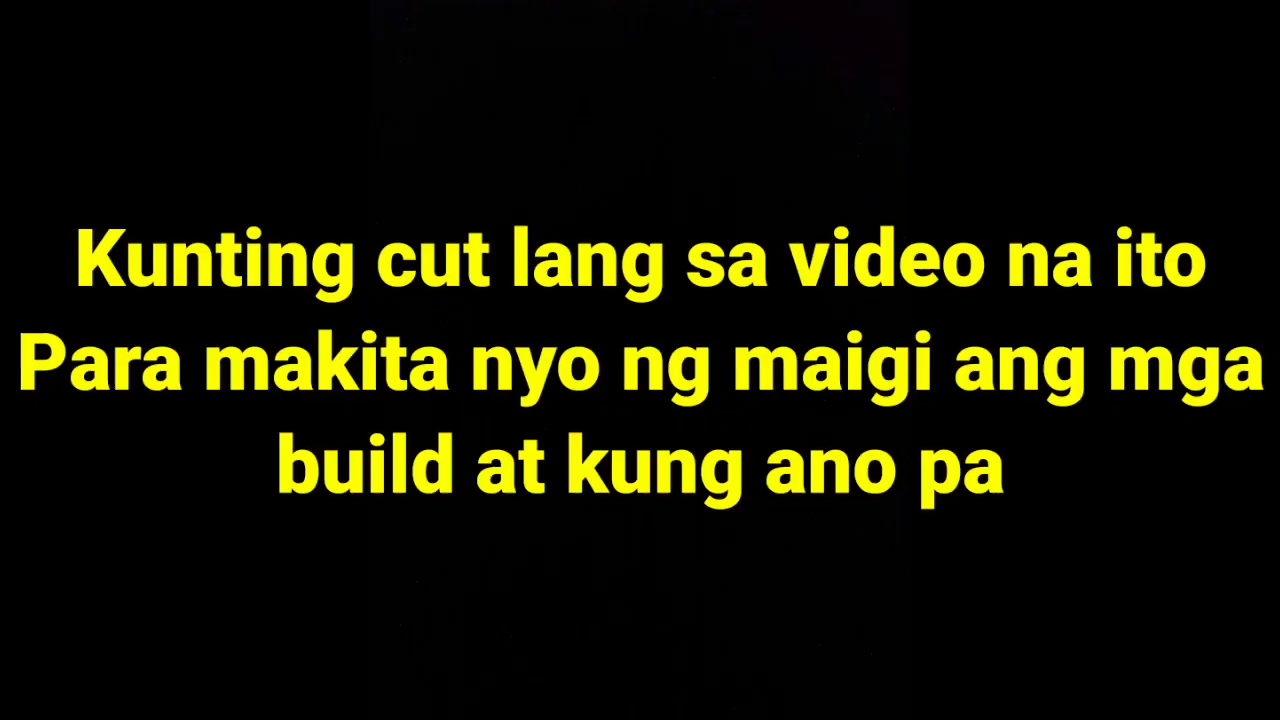 Kunting cut lang sa video na ito
Para makita nyo ng maigi ang mga
build at kung ano pa